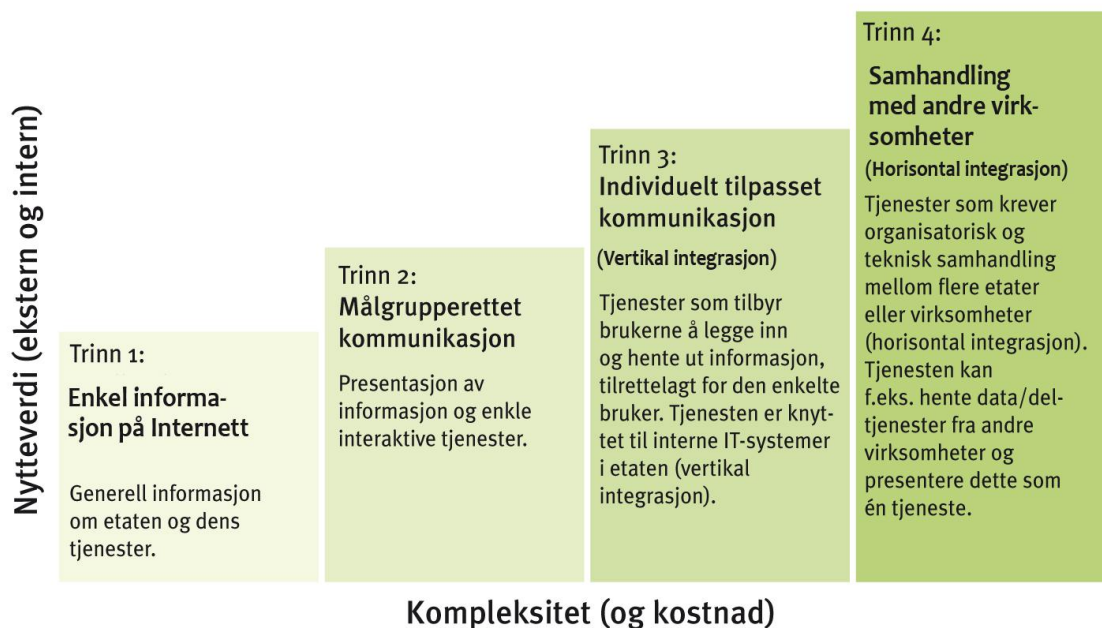 Nytteverdi (ekstern og intern)
Trinn 1:
Enkel informa-
sjon på Internett
Generell informasjon
om etaten og dens
tjenester.
Trinn 2:
Målgrupperettet
kommunikasjon
Presentasjon av
informasjon og enkle
interaktive tjenester.
Trinn 3:
Individuelt tilpasset
kommunikasjon
(Vertikal integrasjon)
Tjenester som tilbyr
brukerne å legge inn
og hente ut informasjon,
tilrettelagt for den enkelte
bruker. Tjenesten er knyt-
tet til interne IT-systemer
i etaten (vertikal
integrasjon).
Trinn 4:
Samhandling
med andre virk-
somheter
(Horisontal integrasjon)
Tjenester som krever
organisatorisk og
teknisk samhandling
mellom flere etater
eller virksomheter
(horisontal integrasjon).
Tjenesten kan
f.eks. hente data/del-
tjenester fra andre
virksomheter og
presentere dette som
én tjeneste.
Kompleksitet (og kostnad)